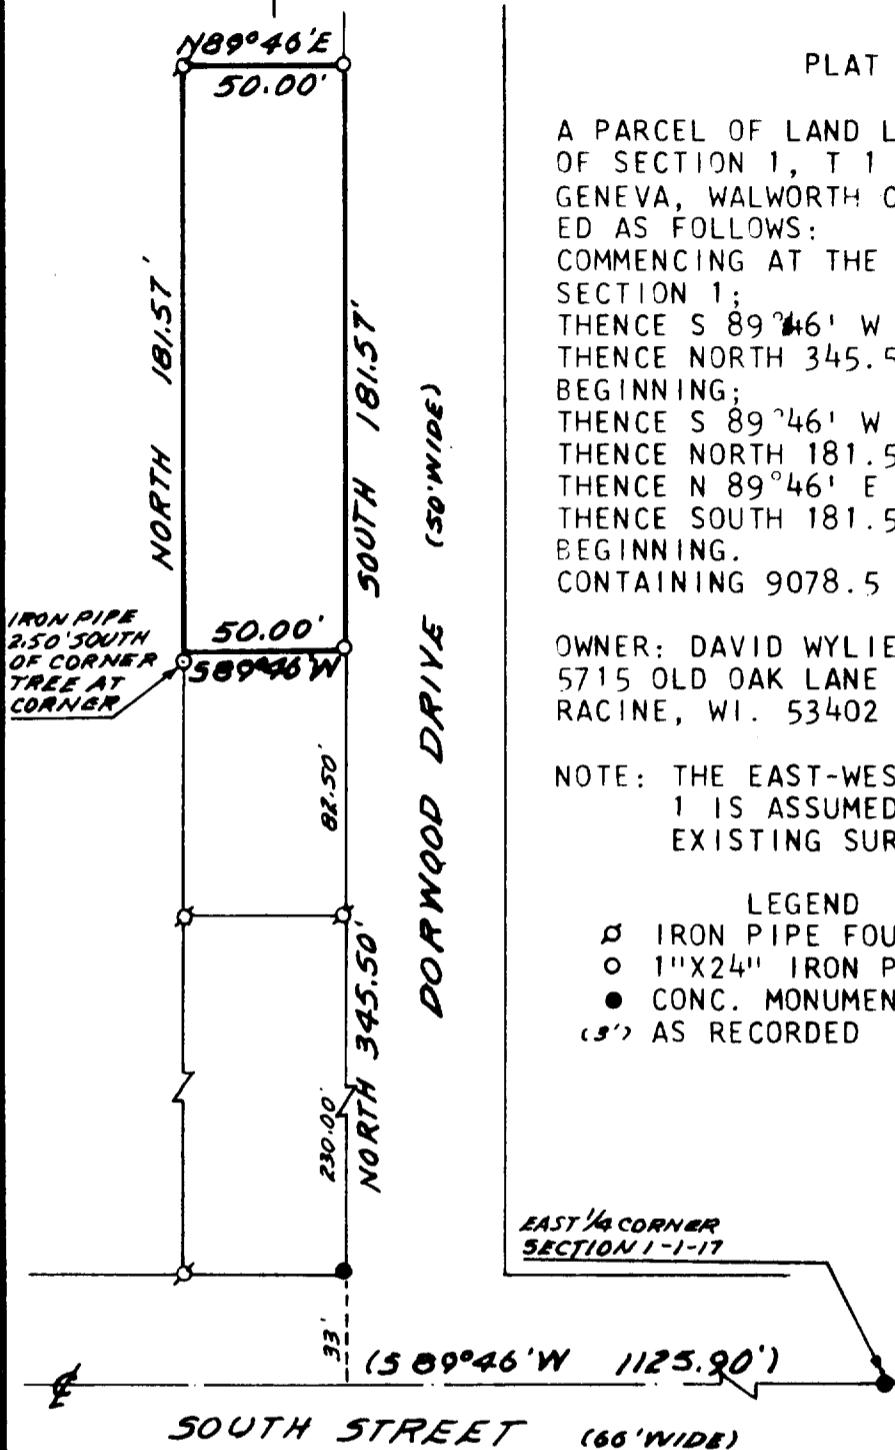 N89°46'E
50.00'
NORTH 181.57'
SOUTH 181.57'
IRON PIPE
2.50' SOUTH
OF CORNER
TREE AT
CORNER
50.00'
S89°46'W
82.50'
DORWOOD DRIVE (50' WIDE)
NORTH 345.50'
230.00'
33'
(S 89°46'W 1125.90')
SOUTH STREET (66' WIDE)
EAST 1/4 CORNER
SECTION 1-1-17
PLAT
A PARCEL OF LAND L
OF SECTION 1, T 1
GENEVA, WALWORTH
ED AS FOLLOWS:
COMMENCING AT THE
SECTION 1;
THENCE S 89°46' W
THENCE NORTH 345.5
BEGINNING;
THENCE S 89°46' W
THENCE NORTH 181.5
THENCE N 89°46' E
THENCE SOUTH 181.5
BEGINNING.
CONTAINING 9078.5
OWNER: DAVID WYLIE
5715 OLD OAK LANE
RACINE, WI. 53402
NOTE: THE EAST-WES
1 IS ASSUMED
EXISTING SUR
LEGEND
IRON PIPE FOU
1"X24" IRON P
CONC. MONUMEN
(3') AS RECORDED